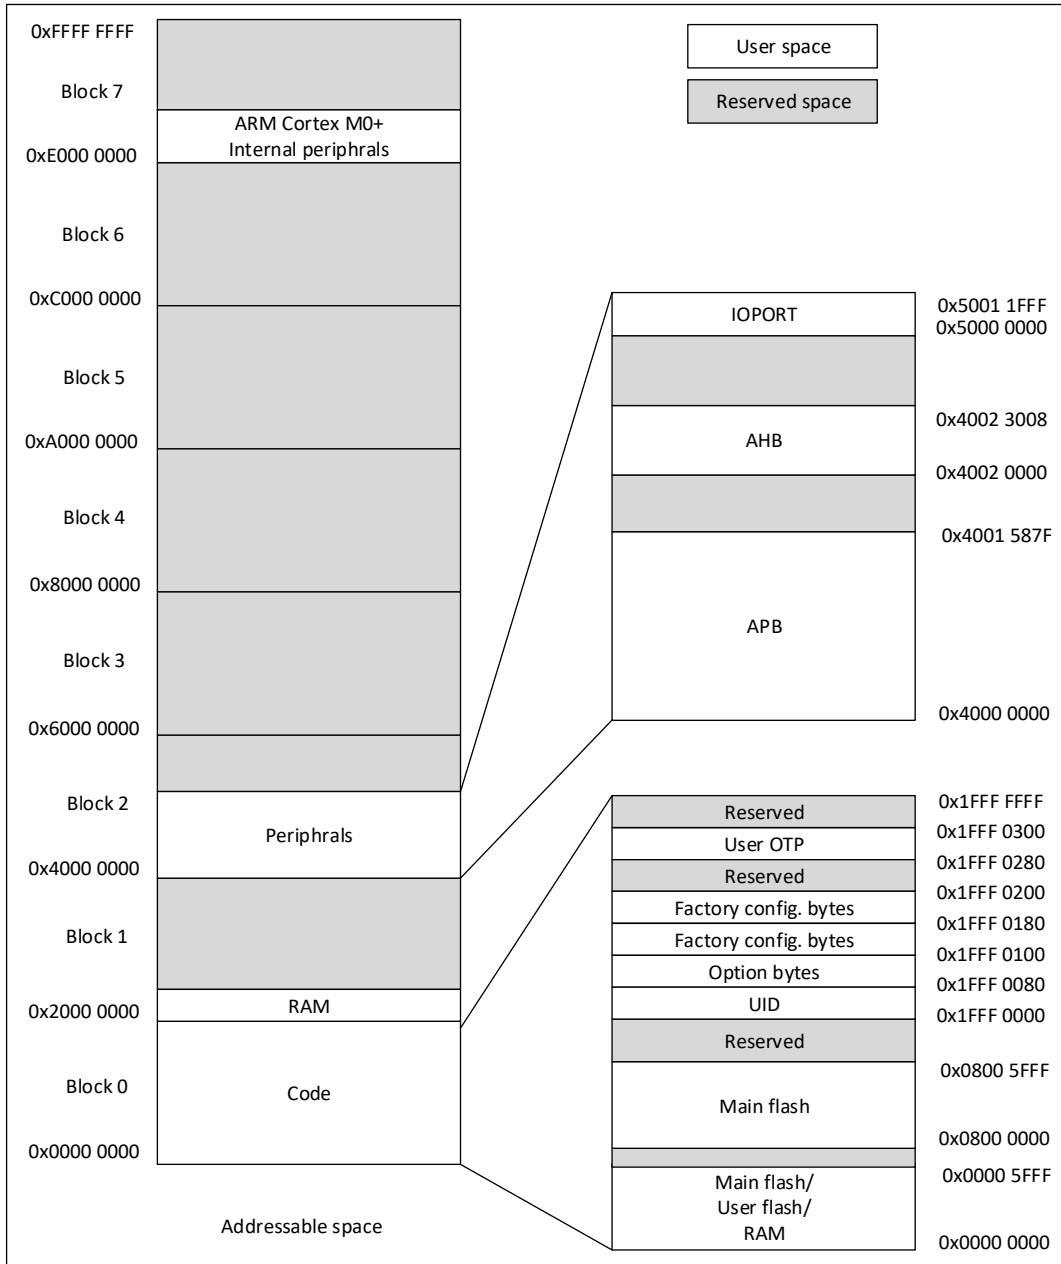 0xFFFF FFFF
Block 7
ARM Cortex M0+
Internal periphrals
0xE000 0000
Block 6
0xC000 0000
Block 5
0xA000 0000
Block 4
0x8000 0000
Block 3
0x6000 0000
Block 2
Periphrals
0x4000 0000
Block 1
RAM
0x2000 0000
Block 0
Code
0x0000 0000
Addressable space
User space
Reserved space
IOPORT
0x5001 1FFF
0x5000 0000
AHB
0x4002 3008
0x4002 0000
0x4001 587F
APB
0x4000 0000
Reserved
0x1FFF FFFF
0x1FFF 0300
User OTP
0x1FFF 0280
Reserved
0x1FFF 0200
Factory config. bytes
0x1FFF 0180
Factory config. bytes
0x1FFF 0100
Option bytes
0x1FFF 0080
UID
0x1FFF 0000
Reserved
0x0800 5FFF
Main flash
0x0800 0000
0x0000 5FFF
Main flash/
User flash/
RAM
0x0000 0000